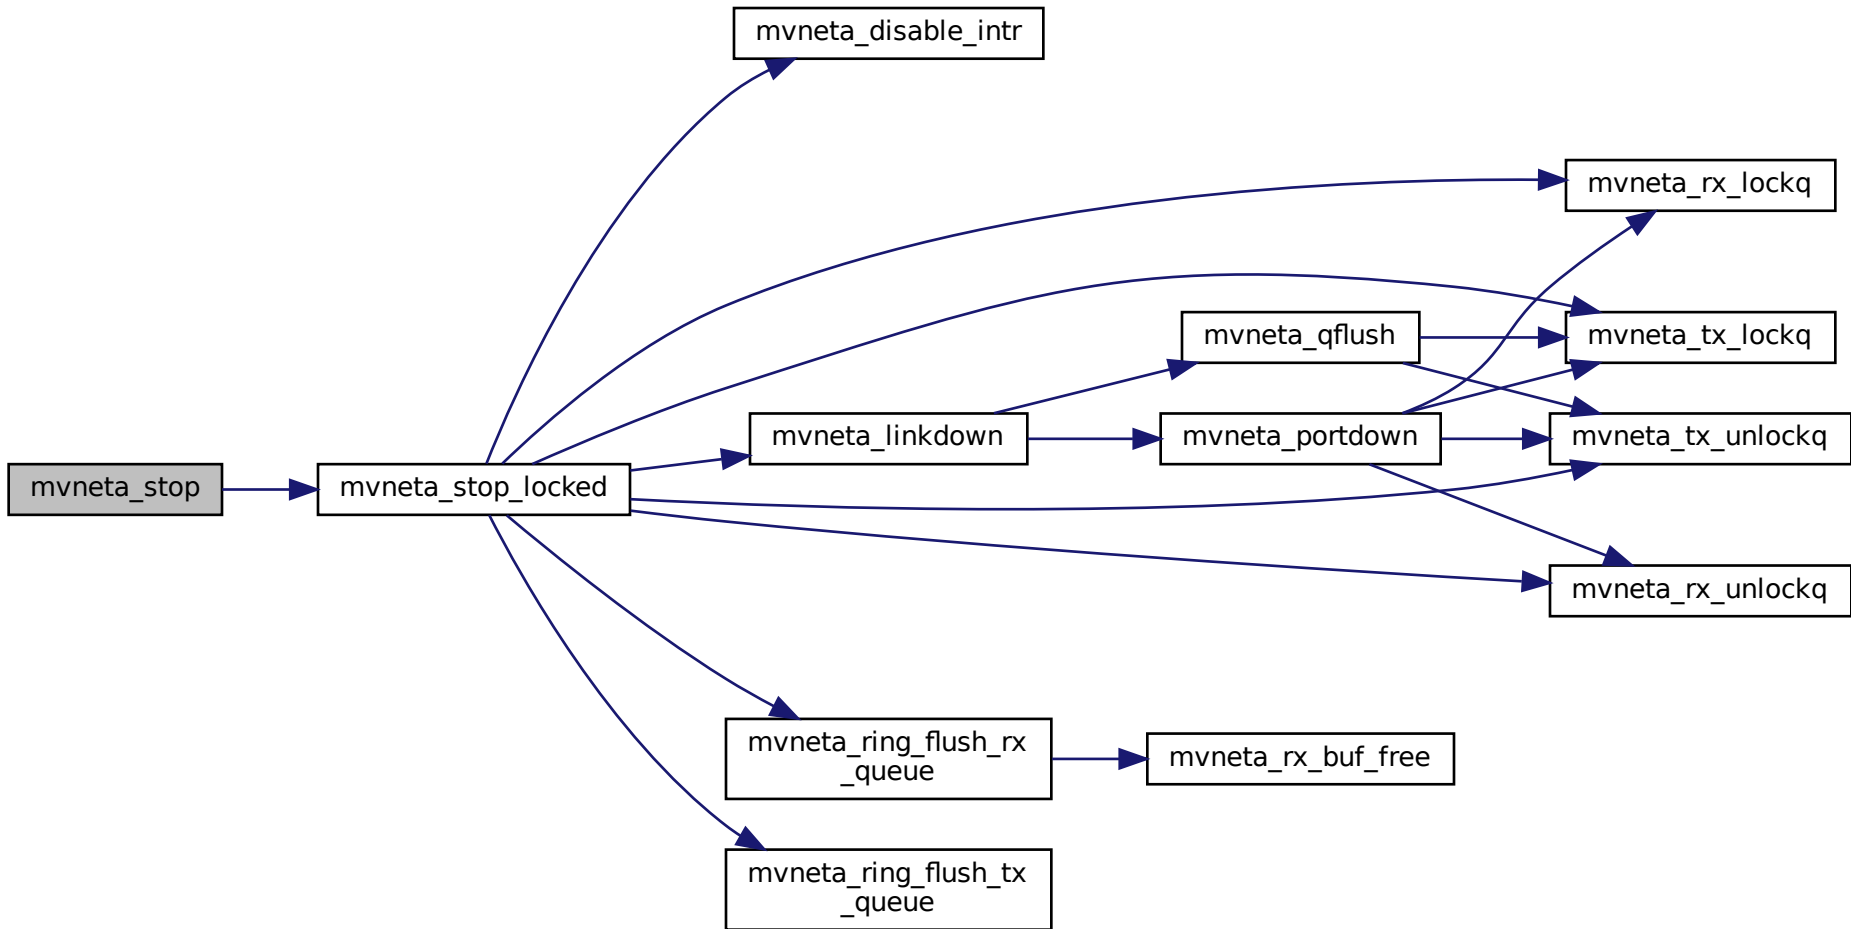 mvneta_disable_intr
mvneta_rx_lockq
mvneta_qflush
mvneta_tx_lockq
mvneta_linkdown
mvneta_portdown
mvneta_tx_unlockq
mvneta_stop
mvneta_stop_locked
mvneta_rx_unlockq
mvneta_ring_flush_rx
_queue
mvneta_rx_buf_free
mvneta_ring_flush_tx
_queue